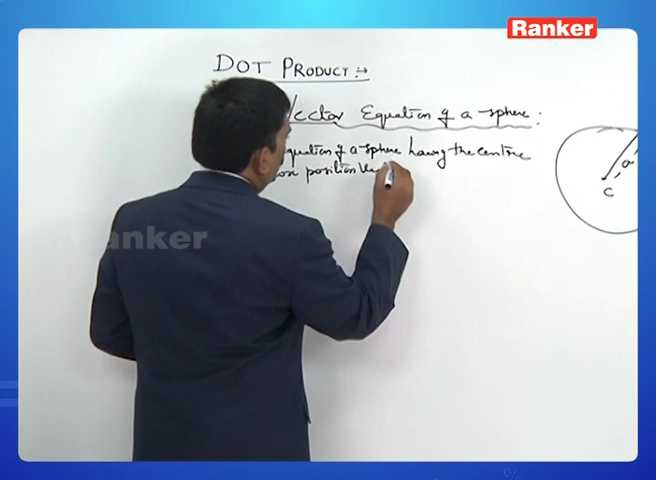 Ranker
DOT PRODUCT :→
Vector Equation of a sphere :
equation of a sphere having the centre
position Ve
a
C
Ranker